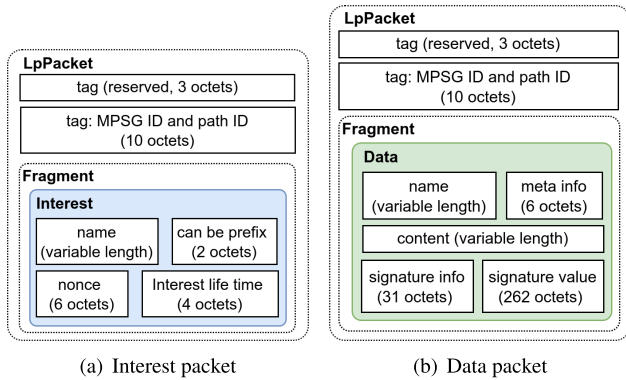 LpPacket
tag (reserved, 3 octets)
tag: MPSG ID and path ID
(10 octets)
Fragment
Interest
name
(variable length)
can be prefix
(2 octets)
nonce
(6 octets)
Interest life time
(4 octets)
(a) Interest packet
LpPacket
tag (reserved, 3 octets)
tag: MPSG ID and path ID
(10 octets)
Fragment
Data
name
(variable length)
meta info
(6 octets)
content (variable length)
signature info
(31 octets)
signature value
(262 octets)
(b) Data packet